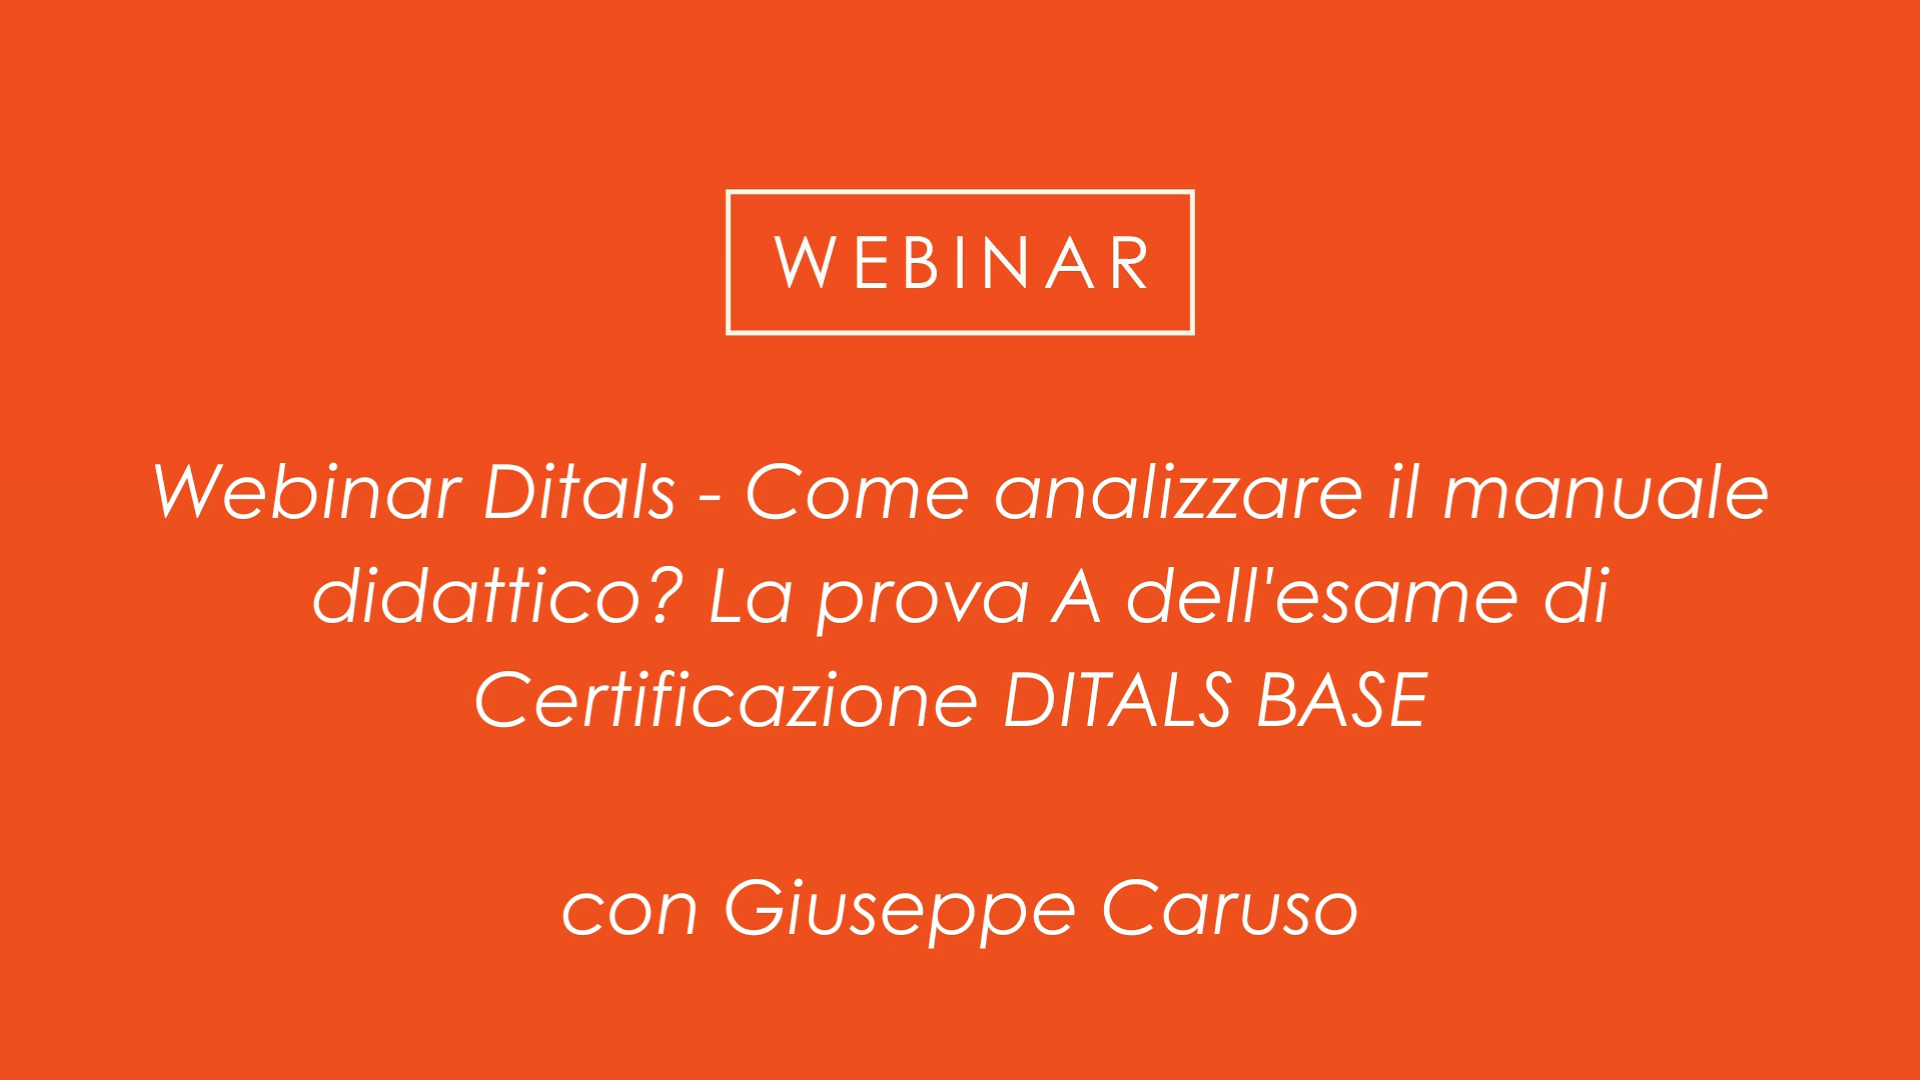 WEBINAR
Webinar Ditals - Come analizzare il manuale
didattico? La prova A dell'esame di
Certificazione DITALS BASE
con Giuseppe Caruso